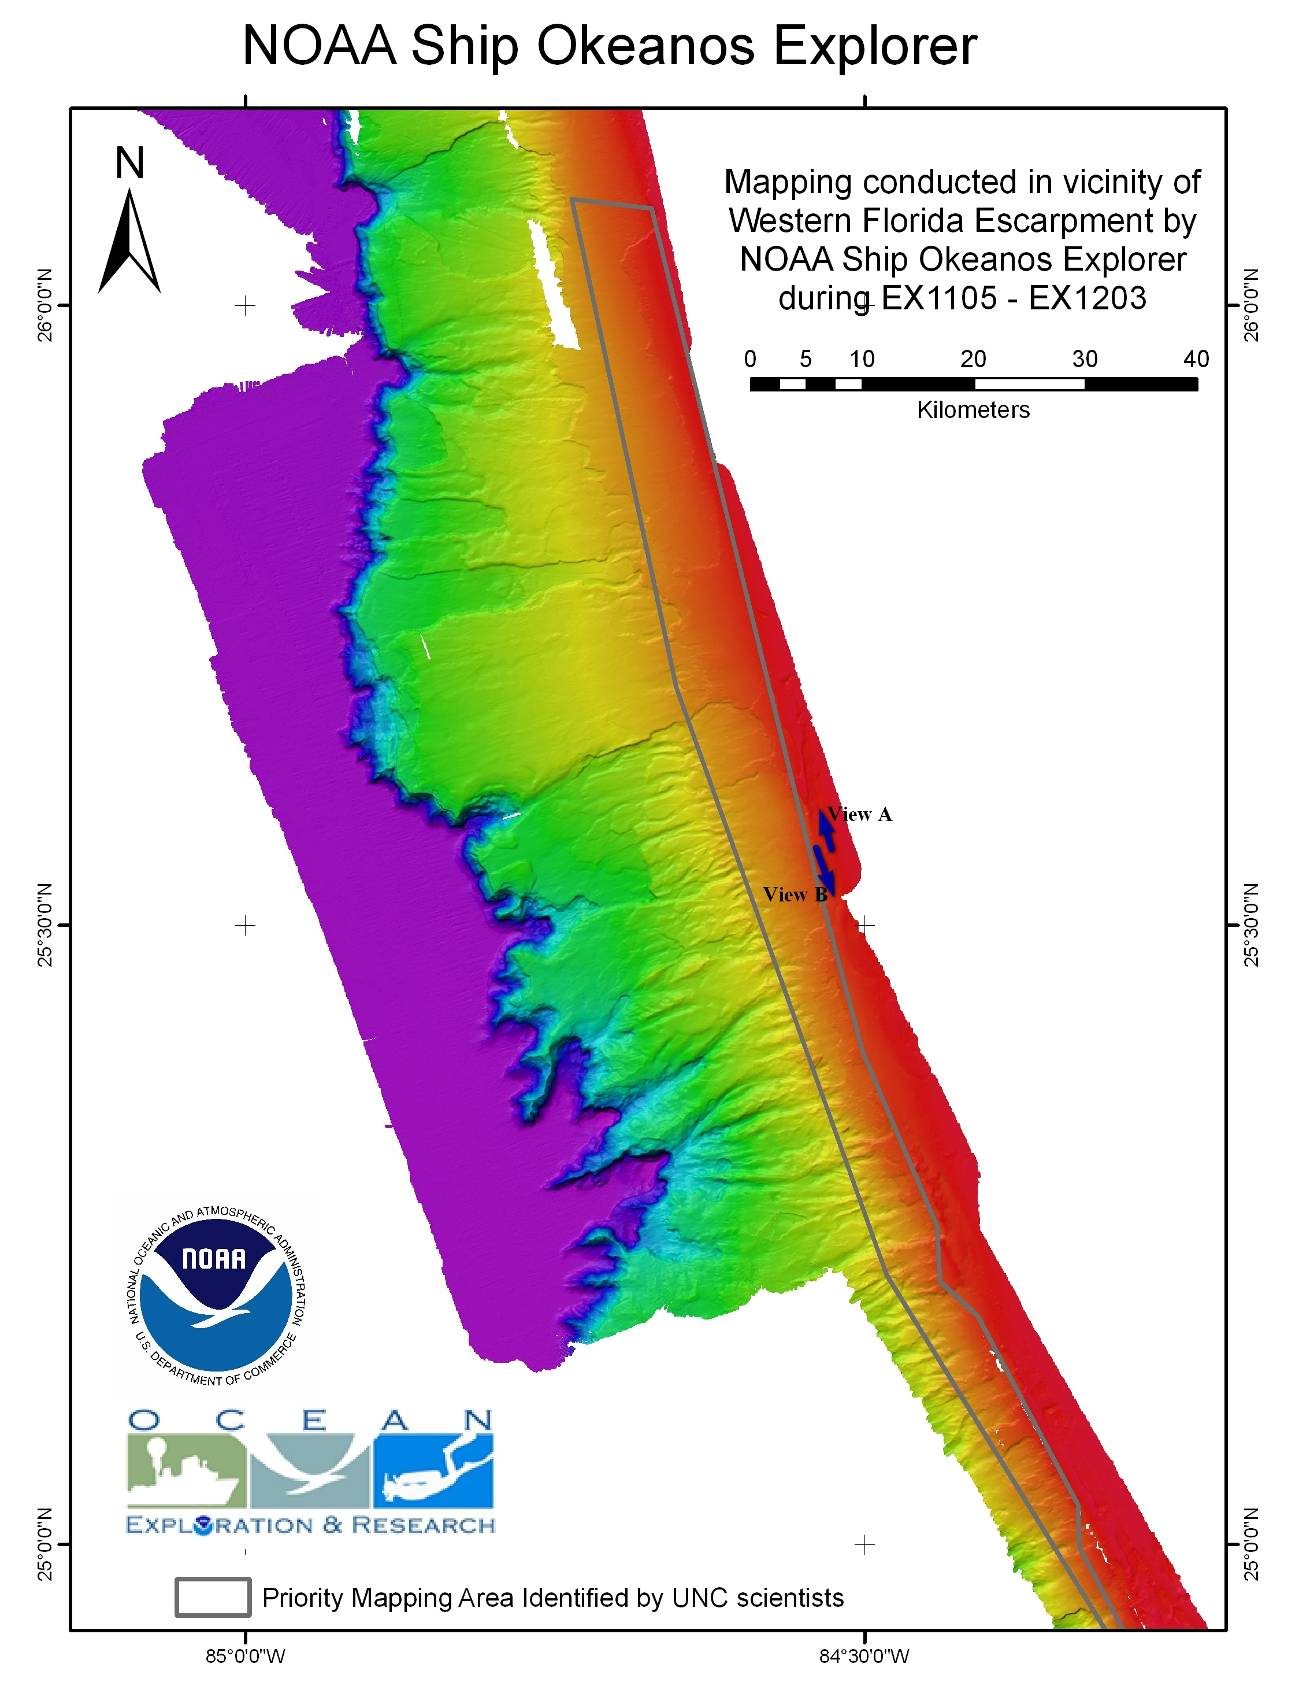 NOAA Ship Okeanos Explorer
N
Mapping conducted in vicinity of
Western Florida Escarpment by
NOAA Ship Okeanos Explorer
during EX1105 - EX1203
0 5 10 20 30 40
Kilometers
26°0'0"N
26°0'0"N
View A
View B
25°30'0"N
25°30'0"N
NATIONAL OCEANIC AND ATMOSPHERIC ADMINISTRATION
NOAA
U.S. DEPARTMENT OF COMMERCE
OCEAN
EXPLORATION & RESEARCH
25°0'0"N
25°0'0"N
Priority Mapping Area Identified by UNC scientists
85°0'0"W
84°30'0"W